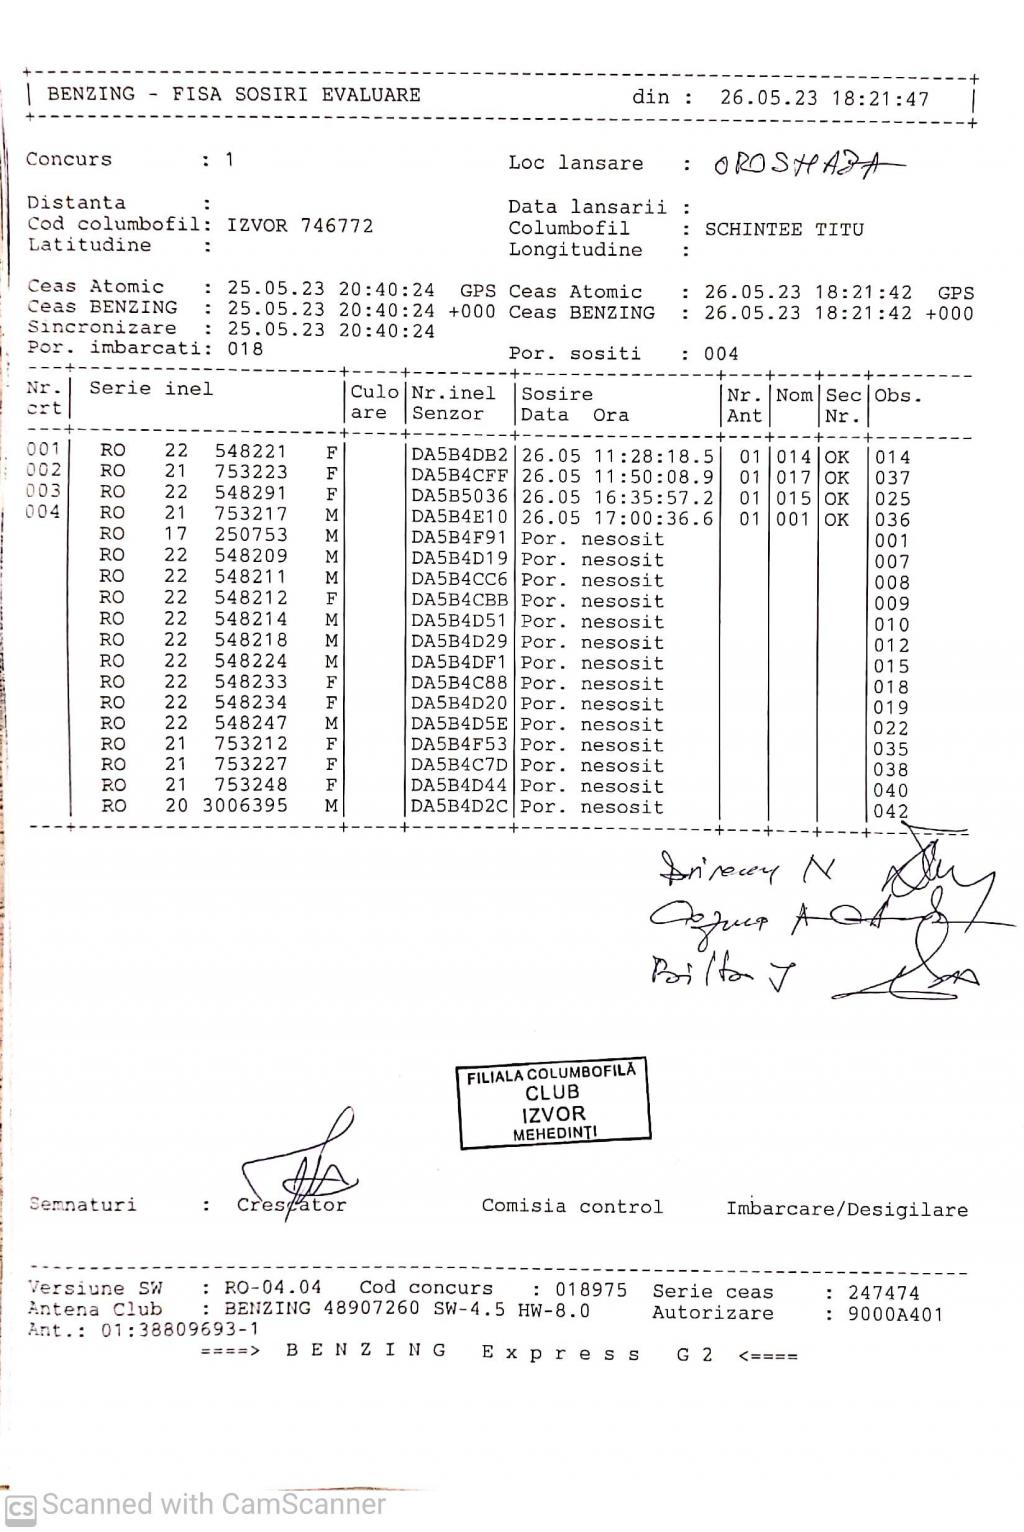 BENZING - FISA SOSIRI EVALUARE din : 26.05.23 18:21:47
Concurs : 1 Loc lansare : OROSHAZA
Distanta : Data lansarii :
Cod columbofil: IZVOR 746772 Columbofil : SCHINTEE TITU
Latitudine : Longitudine :
Ceas Atomic : 25.05.23 20:40:24 GPS Ceas Atomic : 26.05.23 18:21:42 GPS
Ceas BENZING : 25.05.23 20:40:24 +000 Ceas BENZING : 26.05.23 18:21:42 +000
Sincronizare : 25.05.23 20:40:24
Por. imbarcati: 018 Por. sositi : 004
Nr. Serie inel Culo Nr.inel Sosire Nr. Nom Sec Obs.
crt are Senzor Data Ora Ant Nr.
001 RO 22 548221 F DA5B4DB2 26.05 11:28:18.5 01 014 OK 014
002 RO 21 753223 F DA5B4CFF 26.05 11:50:08.9 01 017 OK 037
003 RO 22 548291 F DA5B5036 26.05 16:35:57.2 01 015 OK 025
004 RO 21 753217 M DA5B4E10 26.05 17:00:36.6 01 001 OK 036
RO 17 250753 M DA5B4F91 Por. nesosit 001
RO 22 548209 M DA5B4D19 Por. nesosit 007
RO 22 548211 M DA5B4CC6 Por. nesosit 008
RO 22 548212 F DA5B4CBB Por. nesosit 009
RO 22 548214 M DA5B4D51 Por. nesosit 010
RO 22 548218 M DA5B4D29 Por. nesosit 012
RO 22 548224 M DA5B4DF1 Por. nesosit 015
RO 22 548233 F DA5B4C88 Por. nesosit 018
RO 22 548234 F DA5B4D20 Por. nesosit 019
RO 22 548247 M DA5B4D5E Por. nesosit 022
RO 21 753212 F DA5B4F53 Por. nesosit 035
RO 21 753227 F DA5B4C7D Por. nesosit 038
RO 21 753248 F DA5B4D44 Por. nesosit 040
RO 20 3006395 M DA5B4D2C Por. nesosit 042
N
A
J
FILIALA COLUMBOFILĂ
CLUB
IZVOR
MEHEDINȚI
Semnaturi : Crescator Comisia control Imbarcare/Desigilare
Versiune SW : RO-04.04 Cod concurs : 018975 Serie ceas : 247474
Antena Club : BENZING 48907260 SW-4.5 HW-8.0 Autorizare : 9000A401
Ant.: 01:38809693-1
====> B E N Z I N G E x p r e s s G 2 <====
CS Scanned with CamScanner